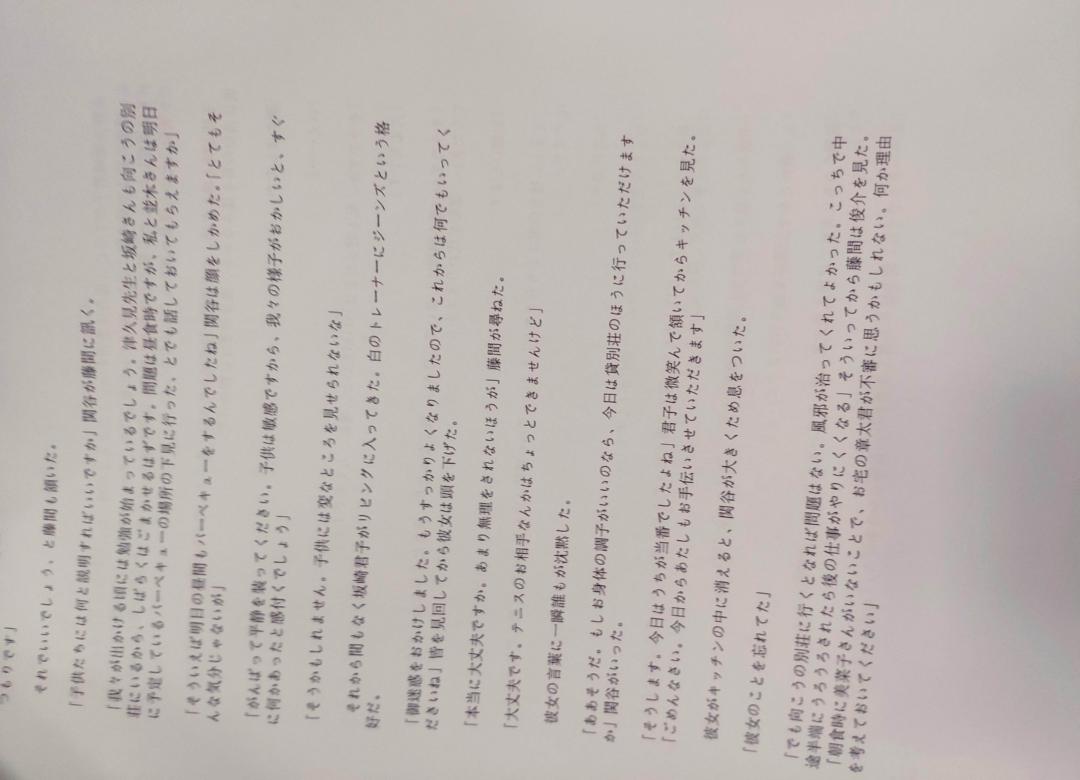 つもりです」
それでいいでしょう、と藤間も頷いた。
「子供たちには何と説明すればいいですか」関谷が藤間に訊く。
「我々が出かける頃には勉強が始まっているでしょう。津久見先生と坂崎さんも向こうの別
荘にいるから、しばらくはごまかせるはずです。問題は昼食時ですが、私と並木さんは明日
に予定しているバーベキューの場所の下見に行った、とでも話しておいてもらえますか」
「そういえば明日の昼間もバーベキューをするんでしたね」関谷は顔をしかめた。「とてもそ
んな気分じゃないが」
「がんばって平静を装ってください。子供は敏感ですから、我々の様子がおかしいと、すぐ
に何かあったと感付くでしょう」
「そうかもしれません。子供には変なところを見せられないな」
それから間もなく坂崎君子がリビングに入ってきた。白のトレーナーにジーンズという格
好だ。
「御迷惑をおかけしました。もうすっかりよくなりましたので、これからは何でもいってく
ださいね」皆を見回してから彼女は頭を下げた。
「本当に大丈夫ですか。あまり無理をされないほうが」藤間が尋ねた。
「大丈夫です。テニスのお相手なんかはちょっとできませんけど」
彼女の言葉に一瞬誰もが沈黙した。
「ああそうだ。もしお身体の調子がいいのなら、今日は貸別荘のほうに行っていただけます
か」関谷がいった。
「そうします。今日はうちが当番でしたよね」君子は微笑んで頷いてからキッチンを見た。
「ごめんなさい。今日からあたしもお手伝いさせていただきます」
彼女がキッチンの中に消えると、関谷が大きくため息をついた。
「彼女のことを忘れてた」
「でも向こうの別荘に行くとなれば問題はない。風邪が治ってくれてよかった。こっちで中
途半端にうろうろされたら後の仕事がやりにくくなる」そういってから藤間は俊介を見た。
「朝食時に美菜子さんがいないことで、お宅の章太君が不審に思うかもしれない。何か理由
を考えておいてください」